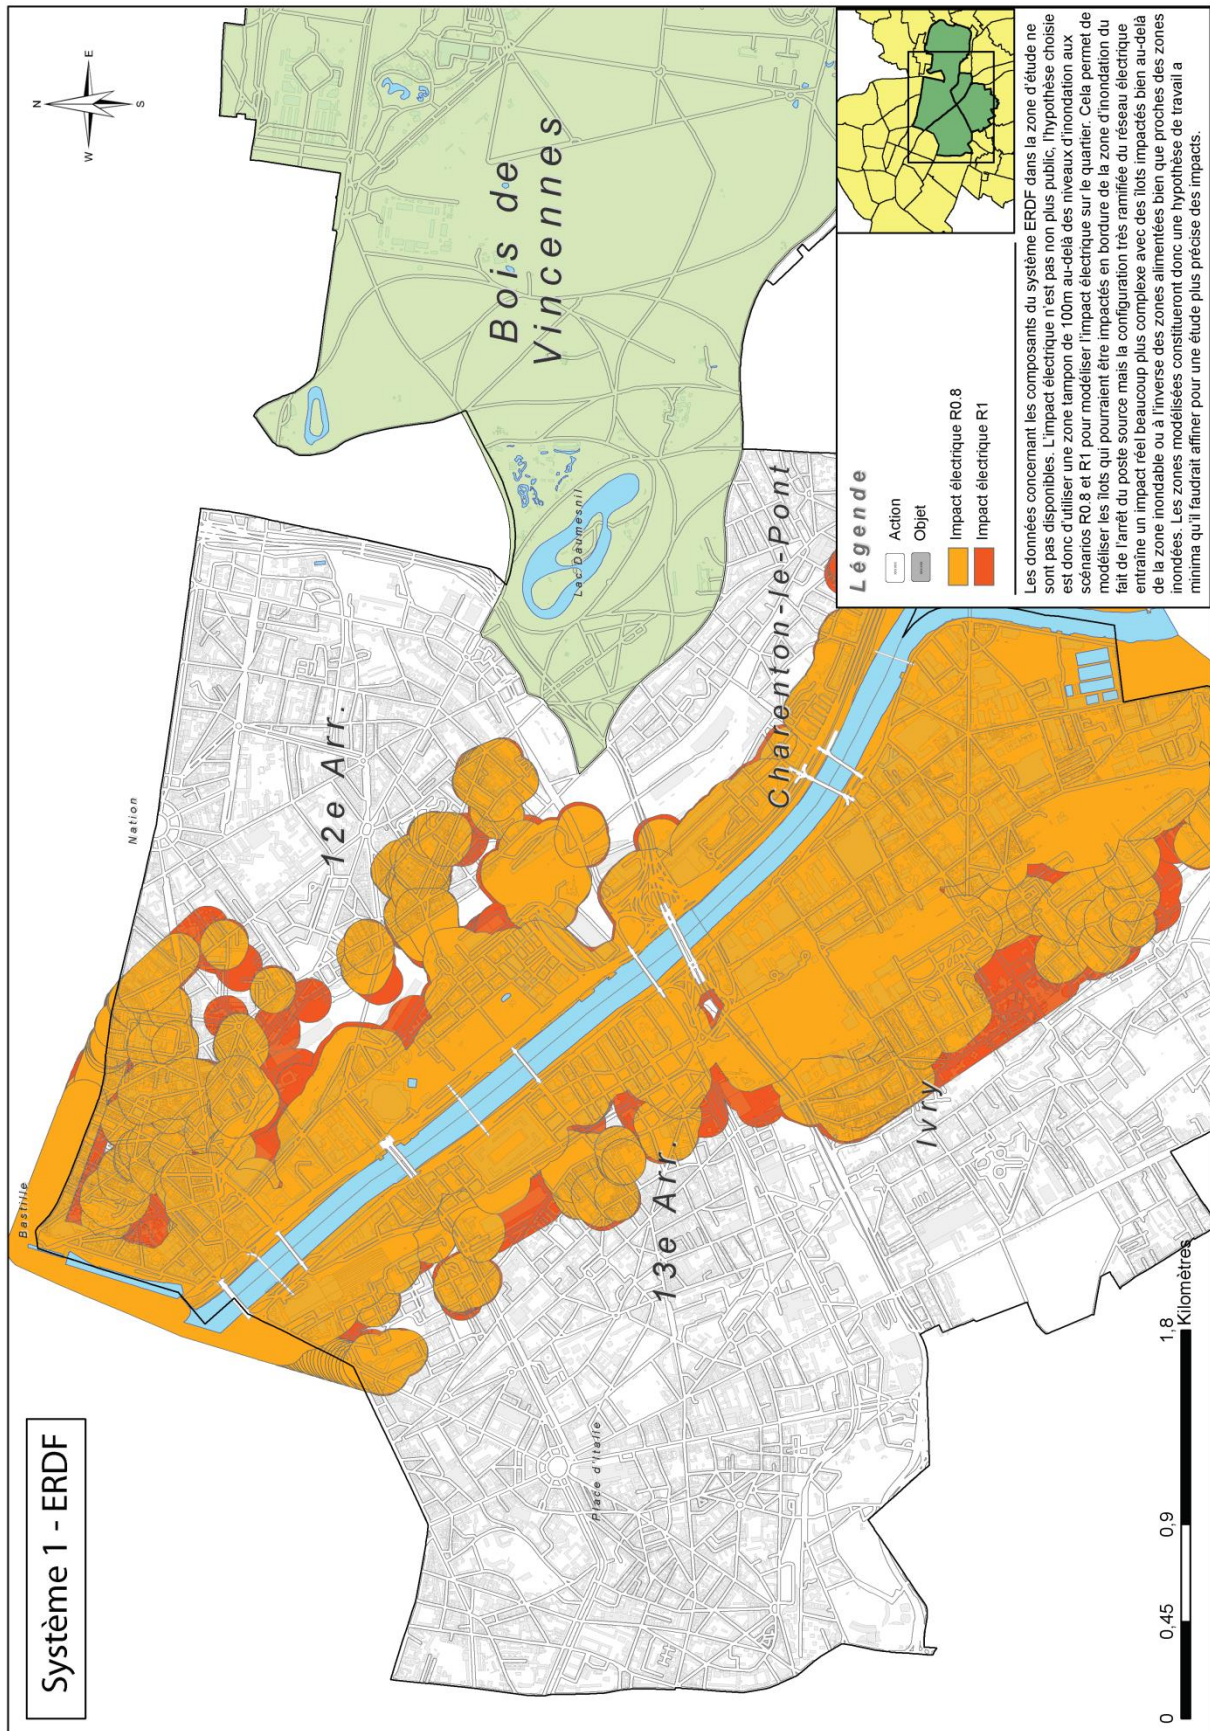 Système 1 - ERDF
N
W
E
S
Bastille
Nation
12e Arr.
Bois de
Vincennes
Lac Daumesnil
Charenton-le-Pont
13e Arr.
Ivry
Place d'Italie
0
0,45
0,9
1,8
Kilomètres
Légende
Action
Objet
Impact électrique R0.8
Impact électrique R1
Les données concernant les composants du système ERDF dans la zone d'étude ne
sont pas disponibles. L'impact électrique n'est pas non plus public, l'hypothèse choisie
est donc d'utiliser une zone tampon de 100m au-delà des niveaux d'inondation aux
scénarios R0.8 et R1 pour modéliser l'impact électrique sur le quartier. Cela permet de
modéliser les îlots qui pourraient être impactés en bordure de la zone d'inondation du
fait de l'arrêt du poste source mais la configuration très ramifiée du réseau électrique
entraîne un impact réel beaucoup plus complexe avec des îlots impactés bien au-delà
de la zone inondable ou à l'inverse des zones alimentées bien que proches des zones
inondées. Les zones modélisées constitueront donc une hypothèse de travail a
minima qu'il faudrait affiner pour une étude plus précise des impacts.